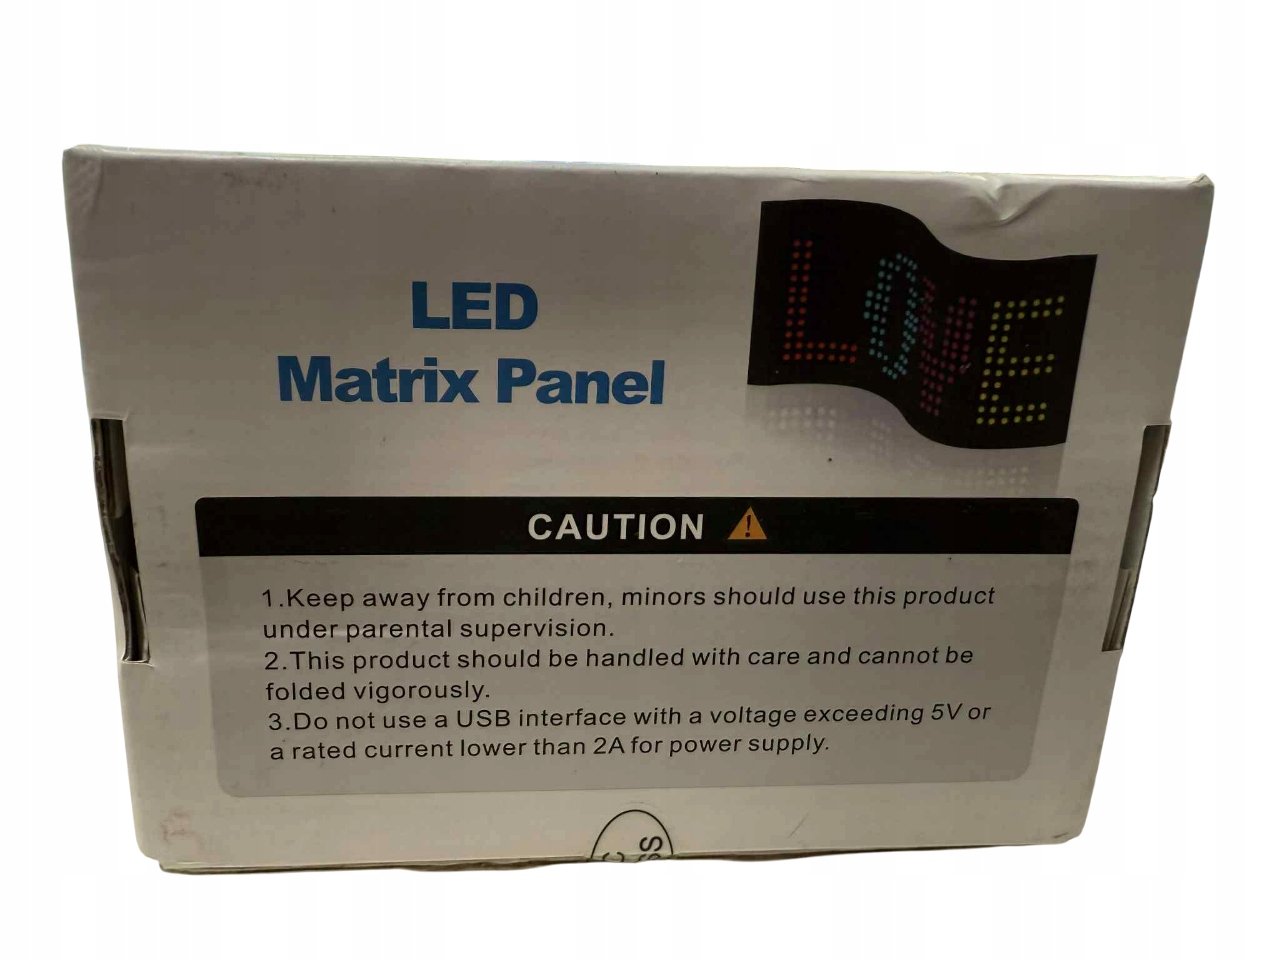 LED
Matrix Panel
LOVE
CAUTION
1.Keep away from children, minors should use this product
under parental supervision.
2.This product should be handled with care and cannot be
folded vigorously.
3.Do not use a USB interface with a voltage exceeding 5V or
a rated current lower than 2A for power supply.